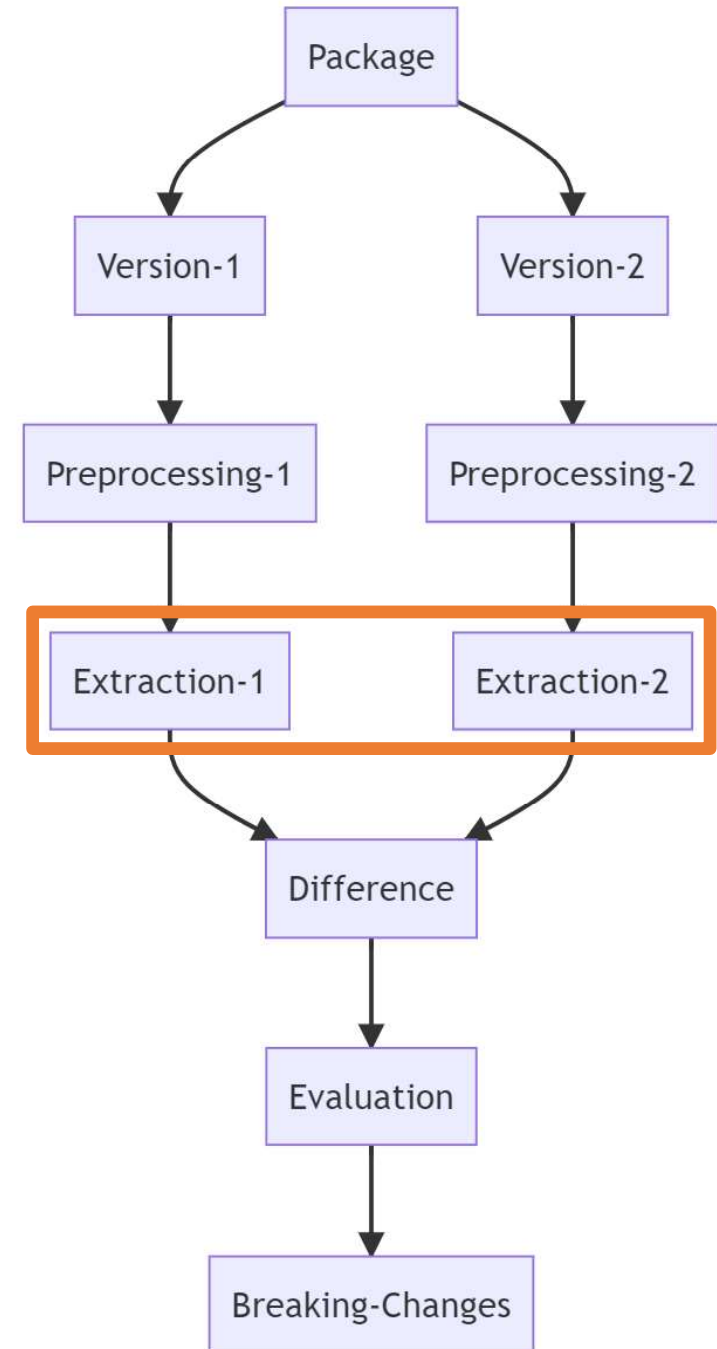 Package
Version-1
Version-2
Preprocessing-1
Preprocessing-2
Extraction-1
Extraction-2
Difference
Evaluation
Breaking-Changes